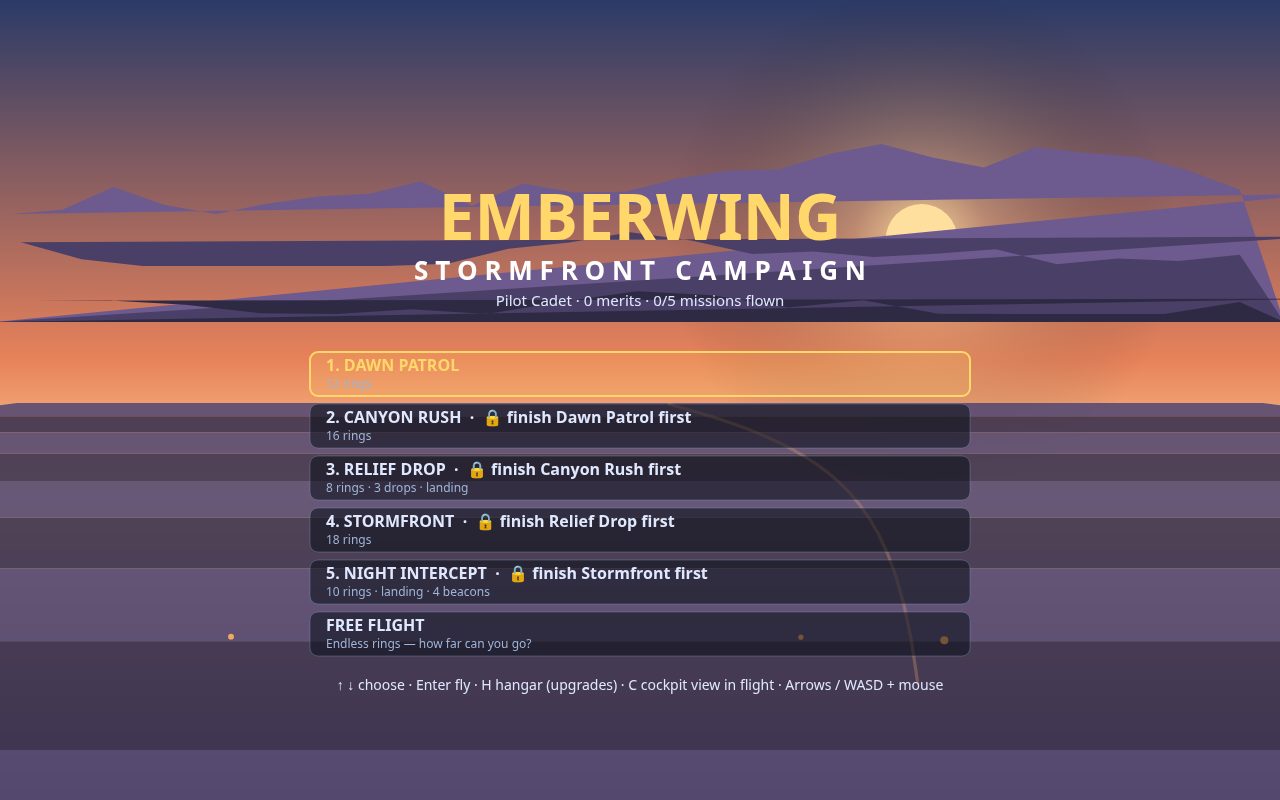 EMBERWING
STORMFRONT CAMPAIGN
Pilot Cadet · 0 merits · 0/5 missions flown
1. DAWN PATROL
rings
2. CANYON RUSH · 🔒 finish Dawn Patrol first
16 rings
3. RELIEF DROP · 🔒 finish Canyon Rush first
8 rings · 3 drops · landing
4. STORMFRONT · 🔒 finish Relief Drop first
18 rings
5. NIGHT INTERCEPT · 🔒 finish Stormfront first
10 rings · landing · 4 beacons
FREE FLIGHT
Endless rings — how far can you go?
↑ ↓ choose · Enter fly · H hangar (upgrades) · C cockpit view in flight · Arrows / WASD + mouse